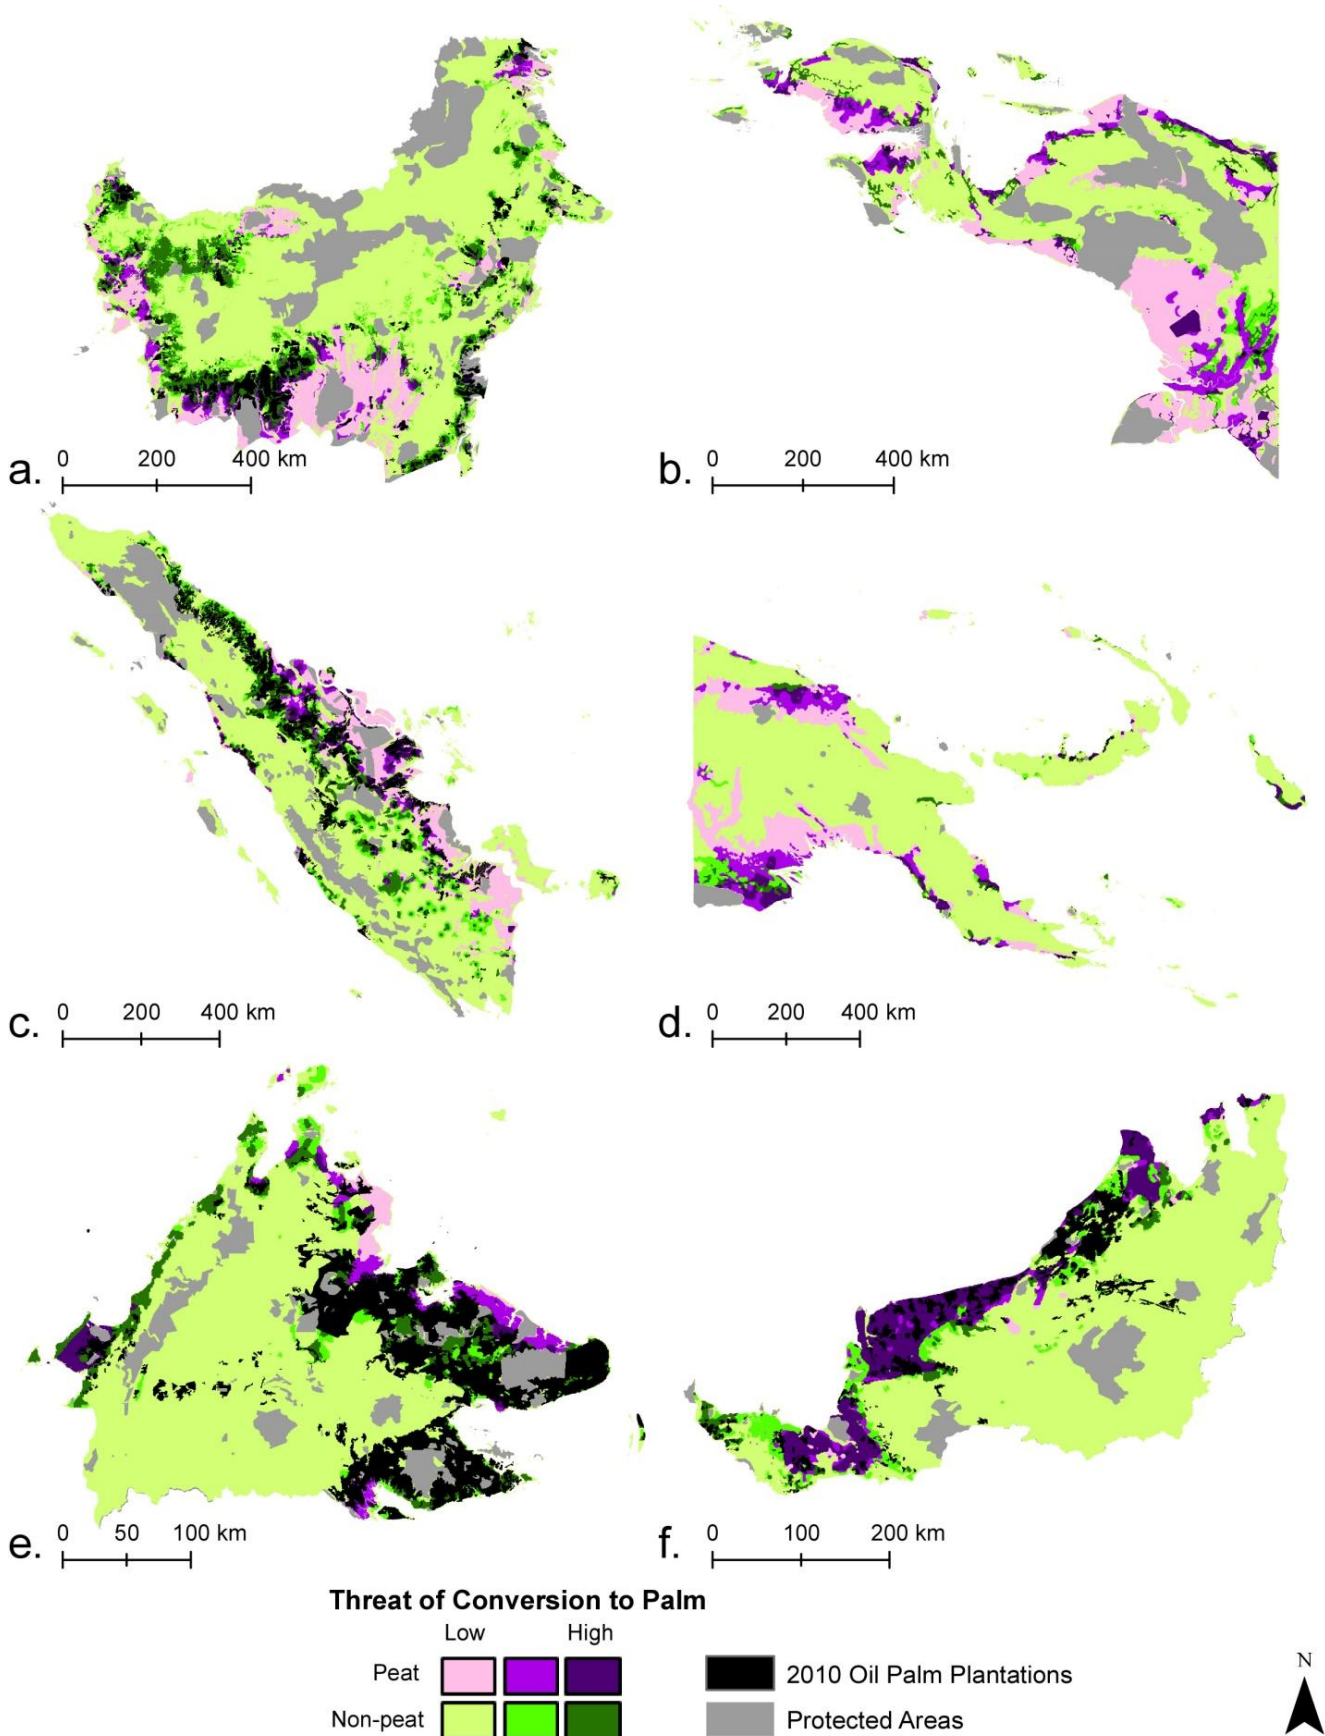 a. 0 200 400 km
b. 0 200 400 km
c. 0 200 400 km
d. 0 200 400 km
e. 0 50 100 km
f. 0 100 200 km
Threat of Conversion to Palm
Low High
Peat
Non-peat
2010 Oil Palm Plantations
Protected Areas
N